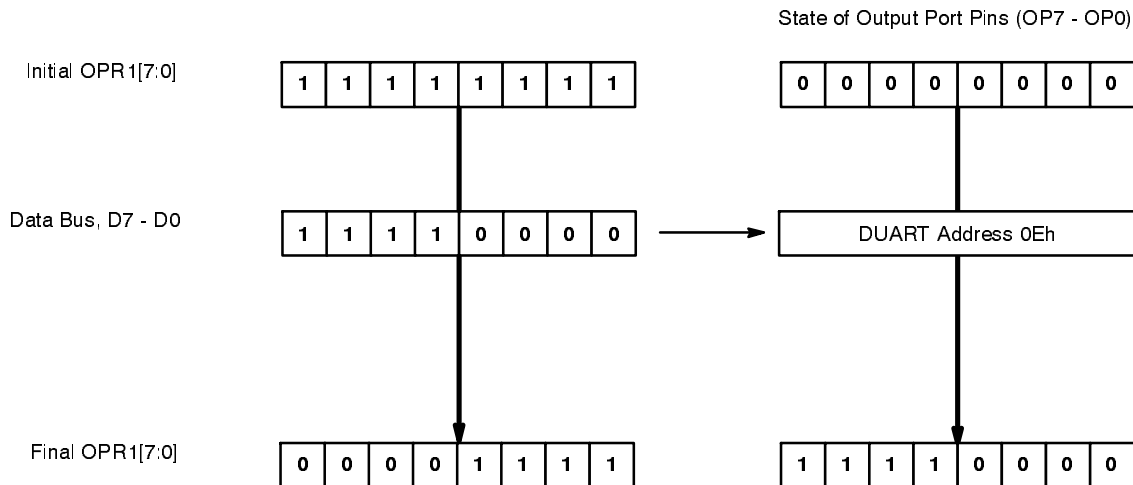 State of Output Port Pins (OP7 - OP0)
Initial OPR1[7:0]
1 1 1 1 1 1 1 1
0 0 0 0 0 0 0 0
Data Bus, D7 - D0
1 1 1 1 0 0 0 0
DUART Address 0Eh
Final OPR1[7:0]
0 0 0 0 1 1 1 1
1 1 1 1 0 0 0 0